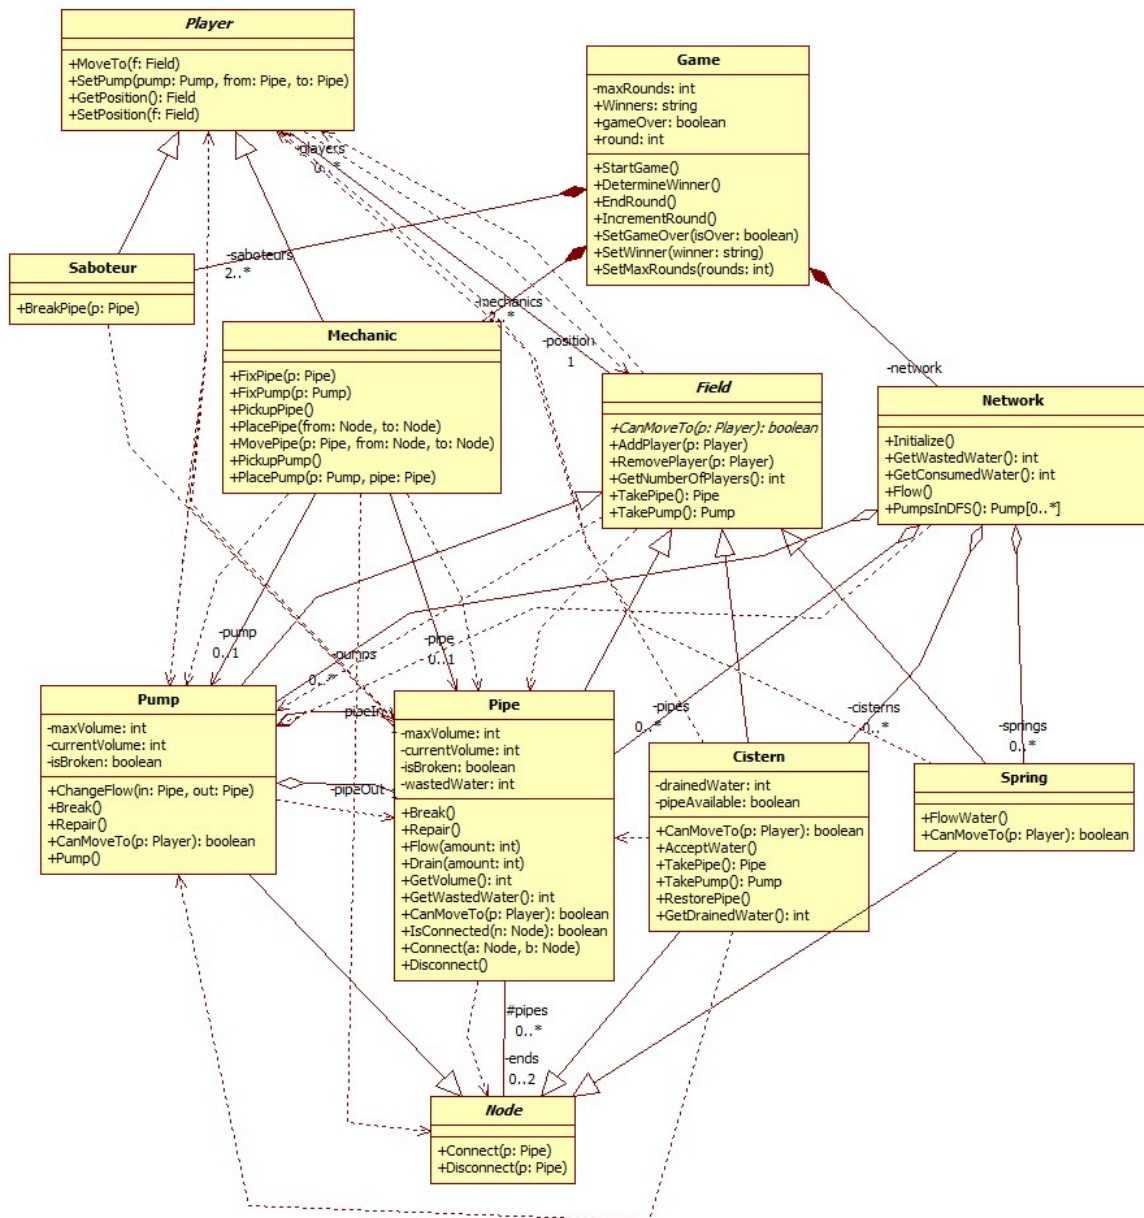 Player
+MoveTo(f: Field)
+SetPump(pump: Pump, from: Pipe, to: Pipe)
+GetPosition(): Field
+SetPosition(f: Field)
Game
-maxRounds: int
+Winners: string
+gameOver: boolean
+round: int
+StartGame()
+DetermineWinner()
+EndRound()
+IncrementRound()
+SetGameOver(isOver: boolean)
+SetWinner(winner: string)
+SetMaxRounds(rounds: int)
-players
0..*
Saboteur
+BreakPipe(p: Pipe)
-saboteurs
2..*
-mechanics
2..*
Mechanic
+FixPipe(p: Pipe)
+FixPump(p: Pump)
+PickupPipe()
+PlacePipe(from: Node, to: Node)
+MovePipe(p: Pipe, from: Node, to: Node)
+PickupPump()
+PlacePump(p: Pump, pipe: Pipe)
-position
1
Field
+CanMoveTo(p: Player): boolean
+AddPlayer(p: Player)
+RemovePlayer(p: Player)
+GetNumberOfPlayers(): int
+TakePipe(): Pipe
+TakePump(): Pump
-network
Network
+Initialize()
+GetWastedWater(): int
+GetConsumedWater(): int
+Flow()
+PumpsInDFS(): Pump[0..*]
-pump
0..1
-pumps
0..*
-pipe
0..1
-pipes
0..*
-cisterns
0..*
-springs
0..*
Pump
-maxVolume: int
-currentVolume: int
-isBroken: boolean
+ChangeFlow(in: Pipe, out: Pipe)
+Break()
+Repair()
+CanMoveTo(p: Player): boolean
+Pump()
-pipeIn
-pipeOut
Pipe
-maxVolume: int
-currentVolume: int
-isBroken: boolean
-wastedWater: int
+Break()
+Repair()
+Flow(amount: int)
+Drain(amount: int)
+GetVolume(): int
+GetWastedWater(): int
+CanMoveTo(p: Player): boolean
+IsConnected(n: Node): boolean
+Connect(a: Node, b: Node)
+Disconnect()
Cistern
-drainedWater: int
-pipeAvailable: boolean
+CanMoveTo(p: Player): boolean
+AcceptWater()
+TakePipe(): Pipe
+TakePump(): Pump
+RestorePipe()
+GetDrainedWater(): int
Spring
+FlowWater()
+CanMoveTo(p: Player): boolean
#pipes
0..*
-ends
0..2
Node
+Connect(p: Pipe)
+Disconnect(p: Pipe)